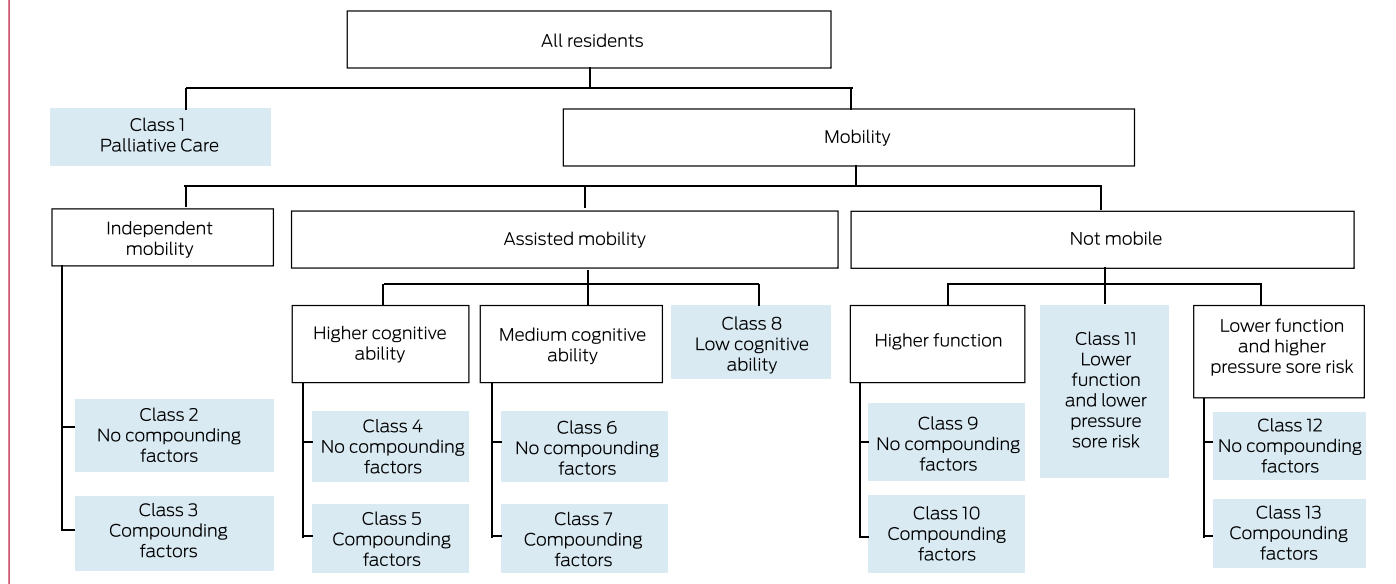 All residents
Class 1
Palliative Care
Mobility
Independent
mobility
Assisted mobility
Not mobile
Higher cognitive
ability
Medium cognitive
ability
Class 8
Low cognitive
ability
Higher function
Class 11
Lower
function
and lower
pressure
sore risk
Lower function
and higher
pressure sore risk
Class 2
No compounding
factors
Class 4
No compounding
factors
Class 6
No compounding
factors
Class 9
No compounding
factors
Class 12
No compounding
factors
Class 3
Compounding
factors
Class 5
Compounding
factors
Class 7
Compounding
factors
Class 10
Compounding
factors
Class 13
Compounding
factors